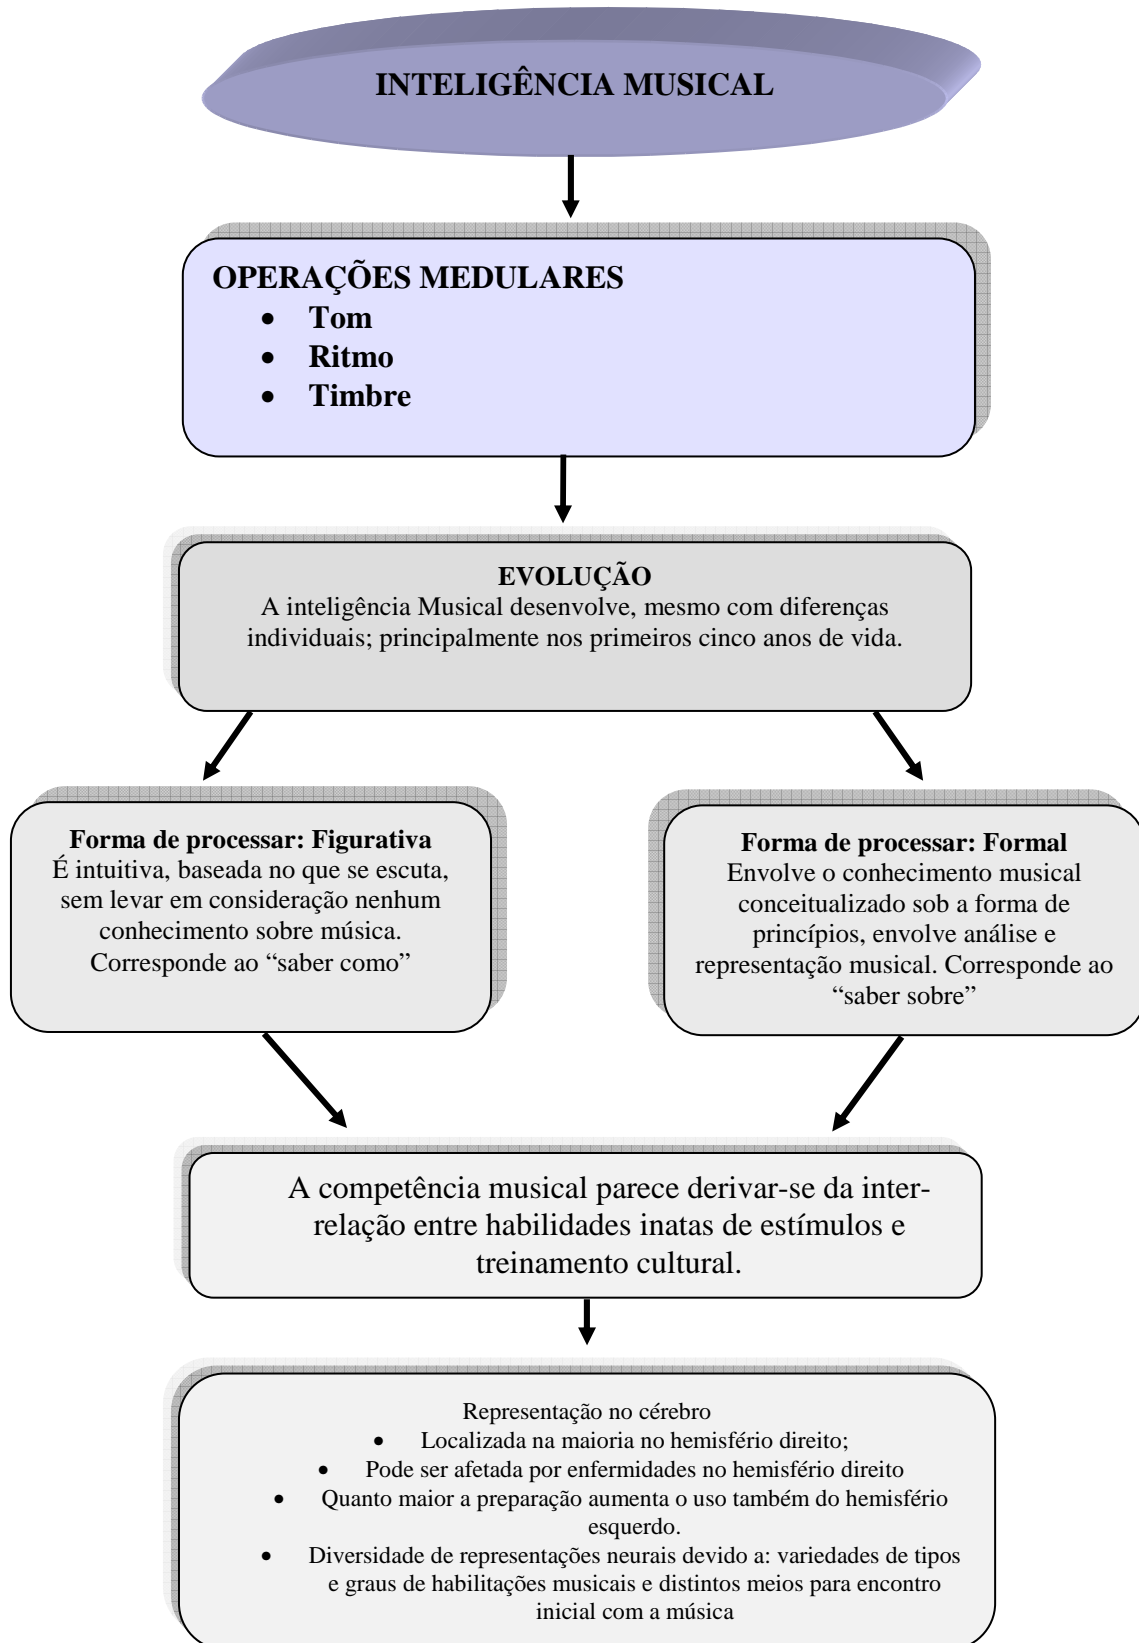 INTELIGÊNCIA MUSICAL
OPERAÇÕES MEDULARES
• Tom
• Ritmo
• Timbre
EVOLUÇÃO
A inteligência Musical desenvolve, mesmo com diferenças
individuais; principalmente nos primeiros cinco anos de vida.
Forma de processar: Figurativa
É intuitiva, baseada no que se escuta,
sem levar em consideração nenhum
conhecimento sobre música.
Corresponde ao “saber como”
Forma de processar: Formal
Envolve o conhecimento musical
conceitualizado sob a forma de
princípios, envolve análise e
representação musical. Corresponde ao
“saber sobre”
A competência musical parece derivar-se da inter-
relação entre habilidades inatas de estímulos e
treinamento cultural.
Representação no cérebro
• Localizada na maioria no hemisfério direito;
• Pode ser afetada por enfermidades no hemisfério direito
• Quanto maior a preparação aumenta o uso também do hemisfério
esquerdo.
• Diversidade de representações neurais devido a: variedades de tipos
e graus de habilitações musicais e distintos meios para encontro
inicial com a música